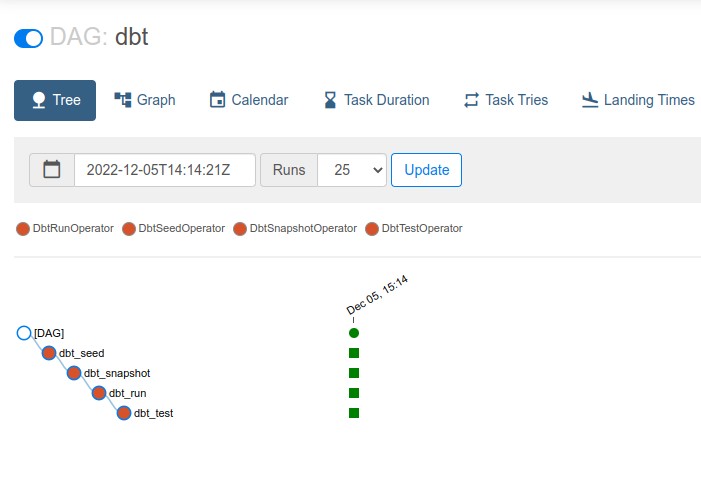 DAG: dbt
Tree Graph Calendar Task Duration Task Tries Landing Times
2022-12-05T14:14:21Z Runs 25 Update
DbtRunOperator DbtSeedOperator DbtSnapshotOperator DbtTestOperator
Dec 05, 15:14
[DAG]
dbt_seed
dbt_snapshot
dbt_run
dbt_test